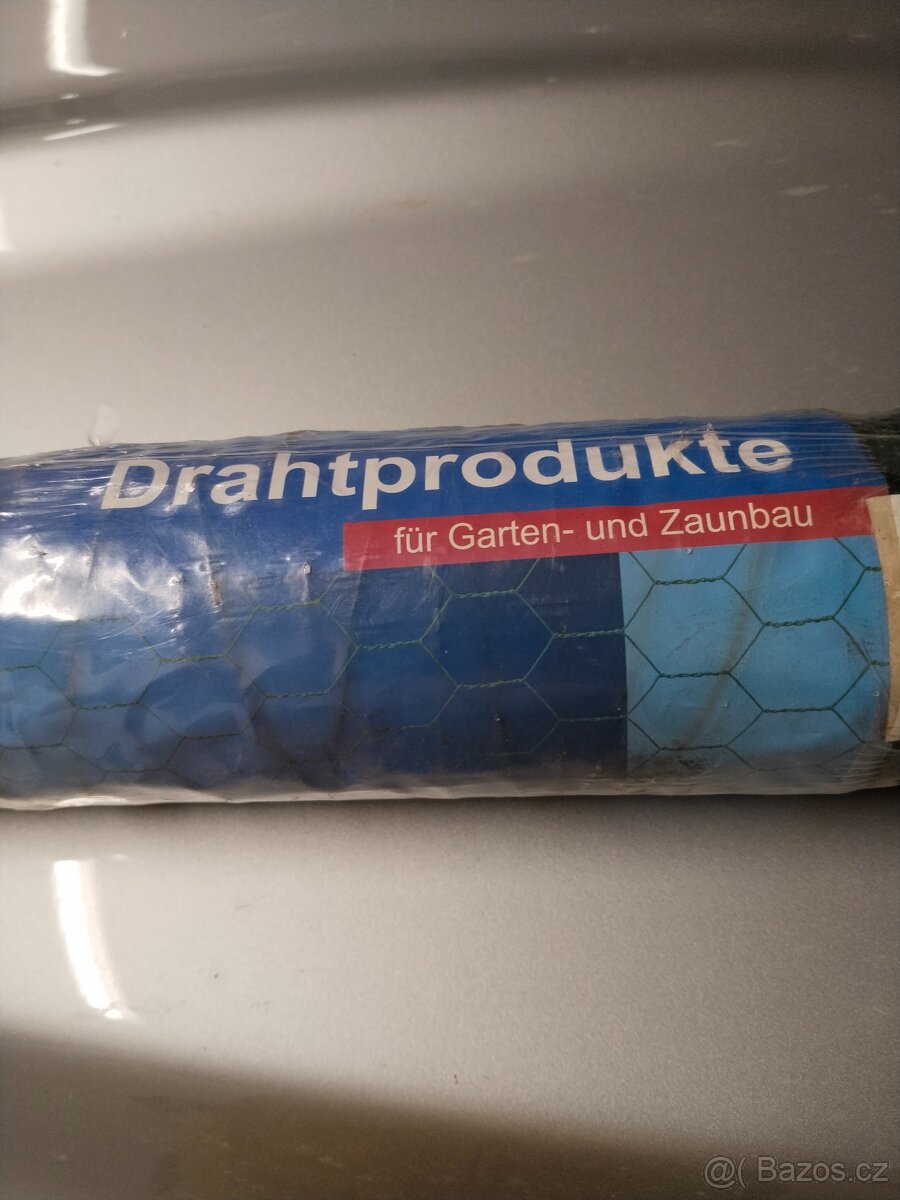 Drahtprodukte
für Garten- und Zaunbau
@( Bazos.cz